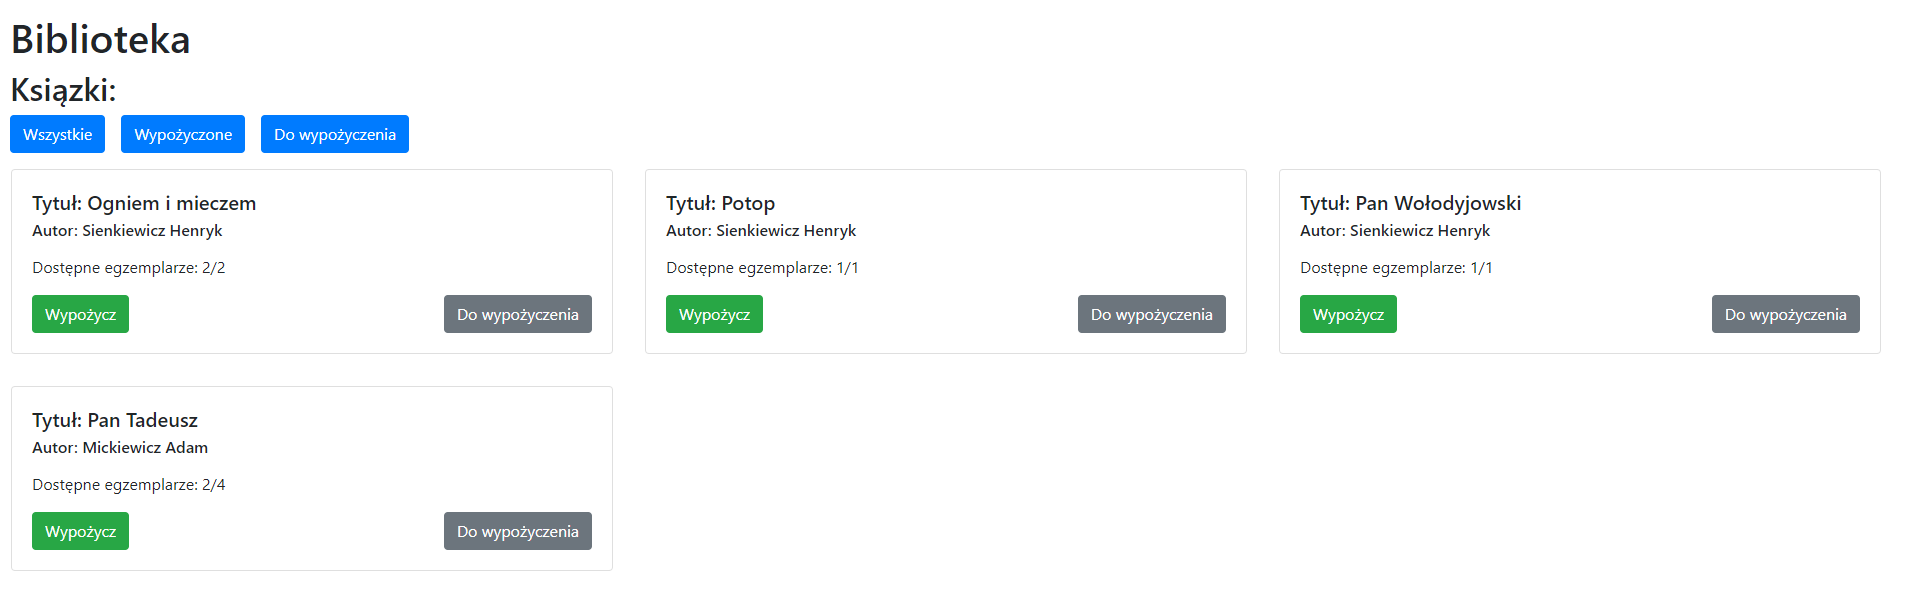 Biblioteka
Ksiązki:
Wszystkie Wypożyczone Do wypożyczenia
Tytuł: Ogniem i mieczem
Autor: Sienkiewicz Henryk
Dostępne egzemplarze: 2/2
Wypożycz Do wypożyczenia
Tytuł: Potop
Autor: Sienkiewicz Henryk
Dostępne egzemplarze: 1/1
Wypożycz Do wypożyczenia
Tytuł: Pan Wołodyjowski
Autor: Sienkiewicz Henryk
Dostępne egzemplarze: 1/1
Wypożycz Do wypożyczenia
Tytuł: Pan Tadeusz
Autor: Mickiewicz Adam
Dostępne egzemplarze: 2/4
Wypożycz Do wypożyczenia